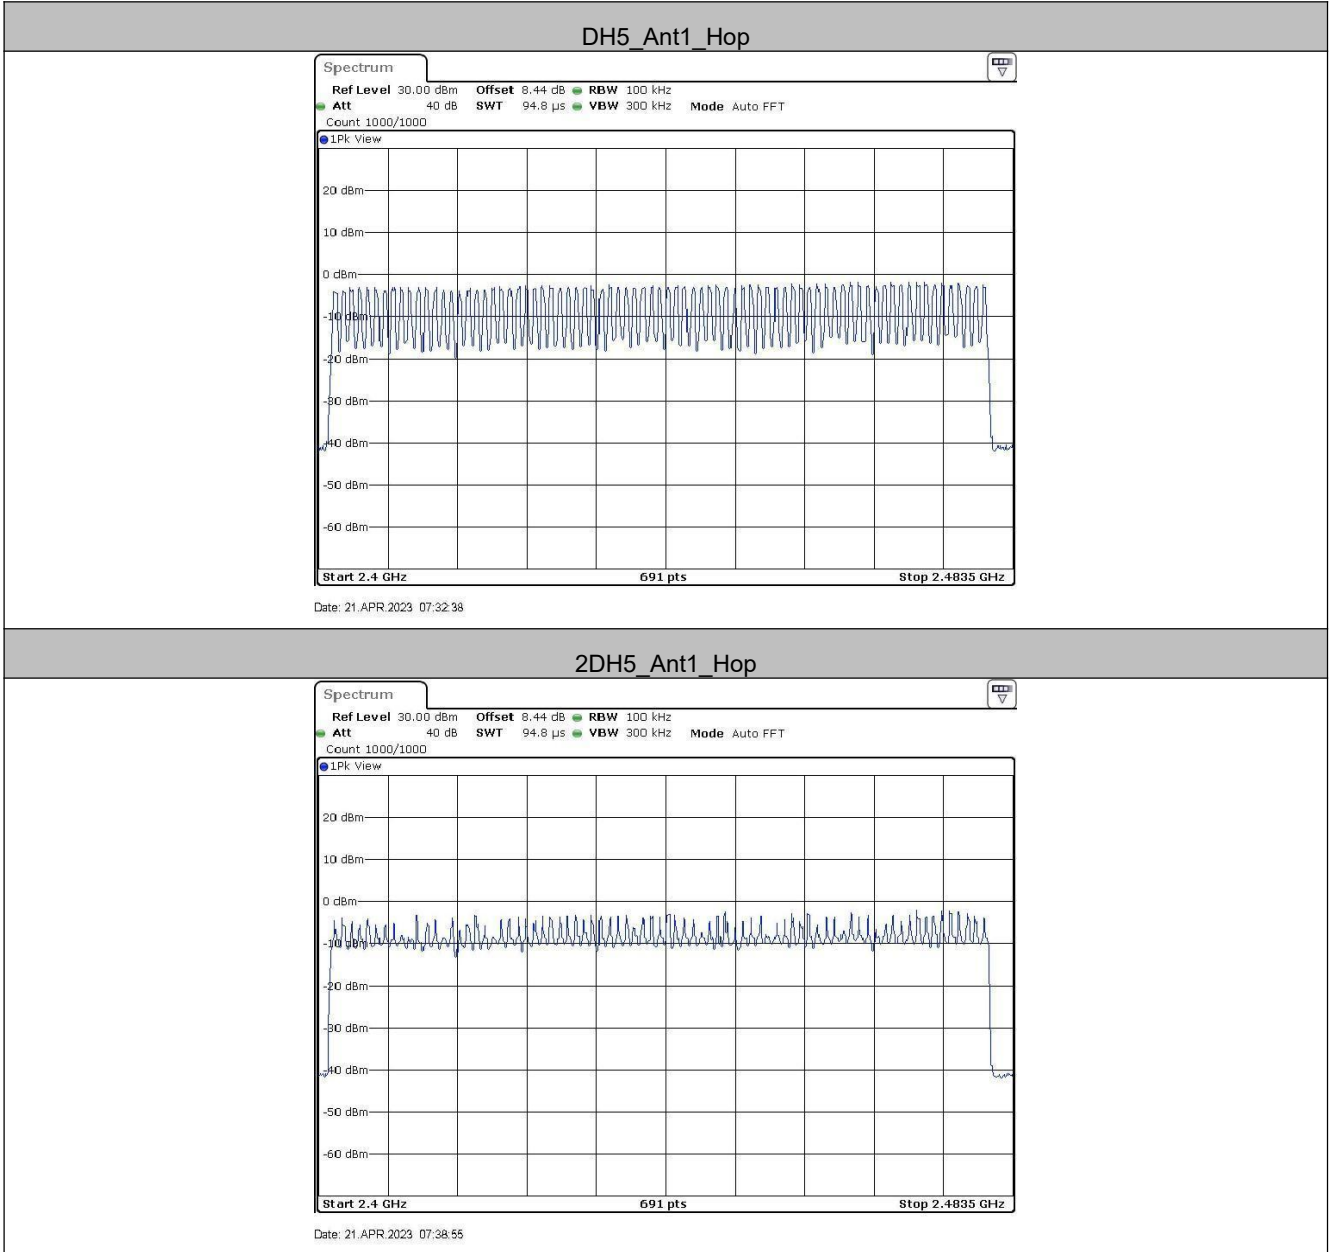 DH5_Ant1_Hop
Spectrum
Ref Level 30.00 dBm Offset 8.44 dB RBW 100 kHz
Att 40 dB SWT 94.8 µs VBW 300 kHz Mode Auto FFT
Count 1000/1000
1Pk View
20 dBm
10 dBm
0 dBm
-10 dBm
-20 dBm
-30 dBm
-40 dBm
-50 dBm
-60 dBm
Start 2.4 GHz 691 pts Stop 2.4835 GHz
Date: 21.APR.2023 07:32:38
2DH5_Ant1_Hop
Spectrum
Ref Level 30.00 dBm Offset 8.44 dB RBW 100 kHz
Att 40 dB SWT 94.8 µs VBW 300 kHz Mode Auto FFT
Count 1000/1000
1Pk View
20 dBm
10 dBm
0 dBm
-10 dBm
-20 dBm
-30 dBm
-40 dBm
-50 dBm
-60 dBm
Start 2.4 GHz 691 pts Stop 2.4835 GHz
Date: 21.APR.2023 07:38:55